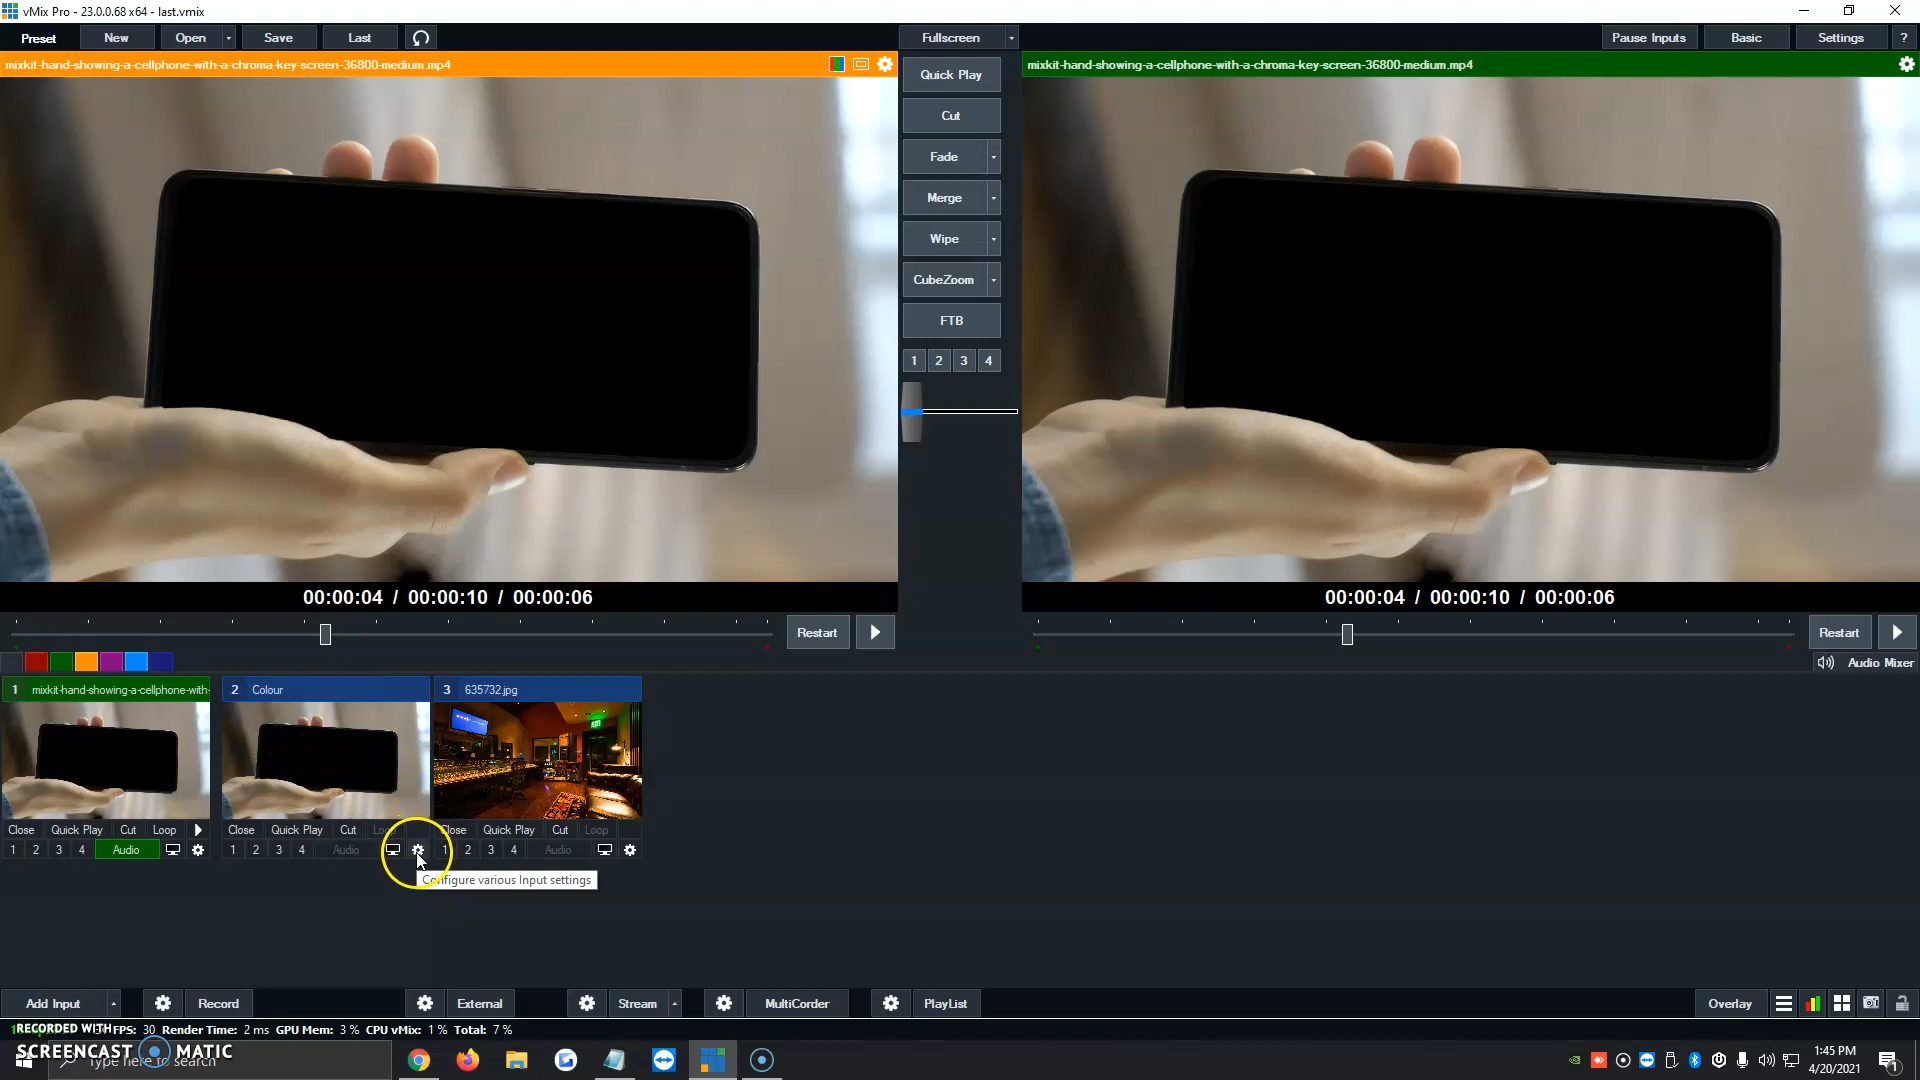 vMix Pro - 23.0.0.68 x64 - last.vmix
Preset New Open Save Last Fullscreen Pause Inputs Basic Settings ?
mixkit-hand-showing-a-cellphone-with-a-chroma-key-screen-36800-medium.mp4
mixkit-hand-showing-a-cellphone-with-a-chroma-key-screen-36800-medium.mp4
Quick Play
Cut
Fade
Merge
Wipe
CubeZoom
FTB
1 2 3 4
00:00:04 / 00:00:10 / 00:00:06
00:00:04 / 00:00:10 / 00:00:06
Restart
Restart
Audio Mixer
1 mixkit-hand-showing-a-cellphone-with-
2 Colour
3 635732.jpg
EXIT
Close Quick Play Cut Loop
Close Quick Play Cut
Close Quick Play Cut Loop
1 2 3 4 Audio
1 2 3 4 Audio
1 2 3 4 Audio
Configure various Input settings
Add Input Record External Stream MultiCorder PlayList Overlay
FPS: 30 Render Time: 2 ms GPU Mem: 3 % CPU vMix: 1 % Total: 7 %
RECORDED WITH
SCREENCAST MATIC
Type here to search
1:45 PM
4/20/2021
1